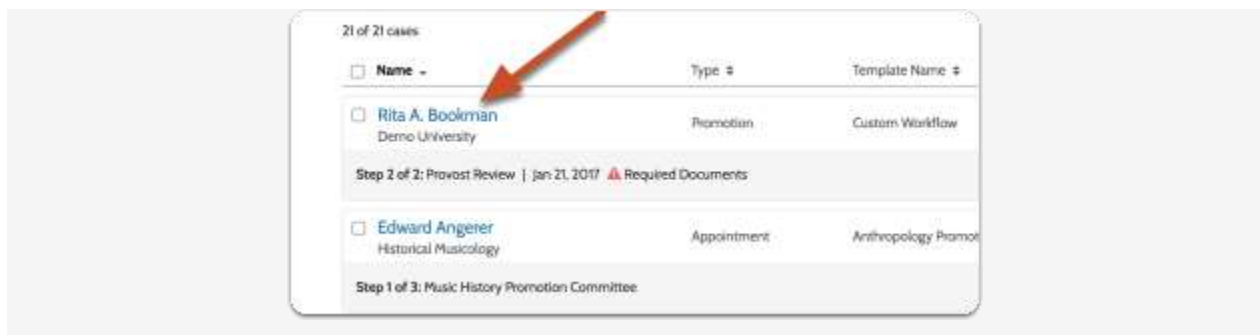 21 of 21 cases
Name Type Template Name
Rita A. Bookman Promotion Custom Workflow
Demo University
Step 2 of 2: Provost Review | Jan 21, 2017 Required Documents
Edward Angerer Appointment Anthropology Promot
Historical Musicology
Step 1 of 3: Music History Promotion Committee